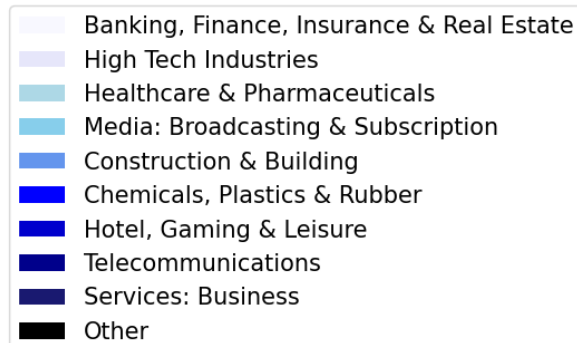 Banking, Finance, Insurance & Real Estate
High Tech Industries
Healthcare & Pharmaceuticals
Media: Broadcasting & Subscription
Construction & Building
Chemicals, Plastics & Rubber
Hotel, Gaming & Leisure
Telecommunications
Services: Business
Other